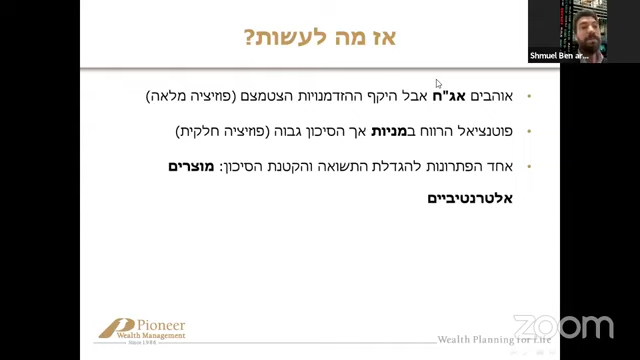 אז מה לעשות?
Shmuel Ben ar...
אוהבים אג"ח אבל היקף ההזדמנויות הצטמצם (פוזיציה מלאה)
פוטנציאל הרווח במניות אך הסיכון גבוה (פוזיציה חלקית)
אחד הפתרונות להגדלת התשואה והקטנת הסיכון: מוצרים
אלטרנטיביים
Pioneer
Wealth Management
Since 1988
Wealth Planning for Life
zoom